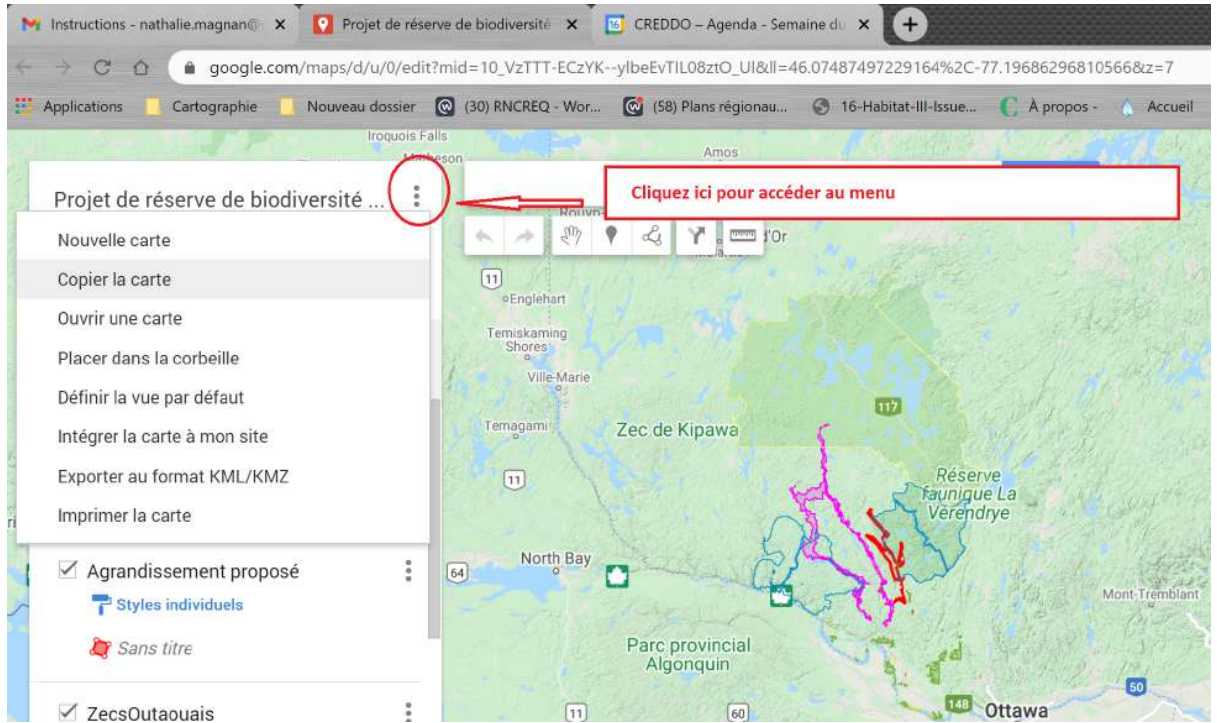 Instructions - nathalie.magnan@
Projet de réserve de biodiversité
CREDDO – Agenda - Semaine du
google.com/maps/d/u/0/edit?mid=10_VzTTT-ECzYK--ylbeEvTIL08ztO_Ul&ll=46.07487497229164%2C-77.19686296810566&z=7
Applications
Cartographie
Nouveau dossier
(30) RNCREQ - Wor...
(58) Plans régionau...
16-Habitat-III-Issue...
À propos -
Accueil
Iroquois Falls
Matheson
Amos
Projet de réserve de biodiversité ...
Cliquez ici pour accéder au menu
Rouyn-
d'Or
Nouvelle carte
Copier la carte
Ouvrir une carte
Placer dans la corbeille
Définir la vue par défaut
Intégrer la carte à mon site
Exporter au format KML/KMZ
Imprimer la carte
11
Englehart
Temiskaming
Shores
Ville-Marie
117
Temagami
Zec de Kipawa
11
Réserve
faunique La
Vérendrye
North Bay
64
Agrandissement proposé
Styles individuels
Sans titre
Mont-Tremblant
Parc provincial
Algonquin
50
148
Ottawa
ZecsOutaouais
11
60